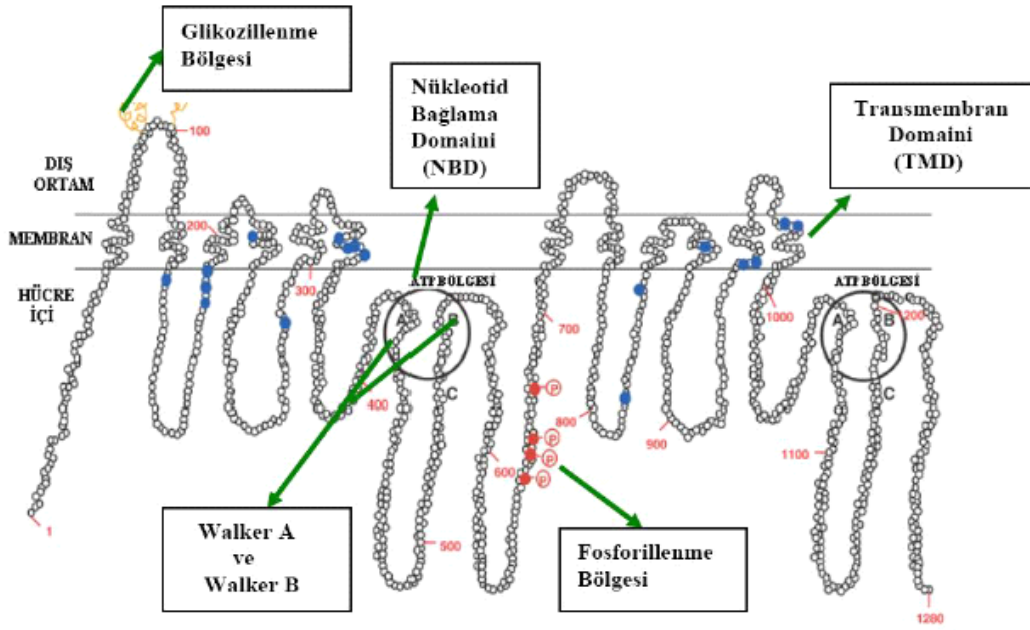 Glikozillenme
Bölgesi
Nükleotid
Bağlama
Domaini
(NBD)
Transmembran
Domaini
(TMD)
DIŞ
ORTAM
MEMBRAN
HÜCRE
İÇİ
100
200
300
ATP BÖLGESİ
A
B
C
400
500
600
700
P
P
P
P
800
900
1000
ATP BÖLGESİ
A
B
1200
C
1100
1
1280
Walker A
ve
Walker B
Fosforillenme
Bölgesi